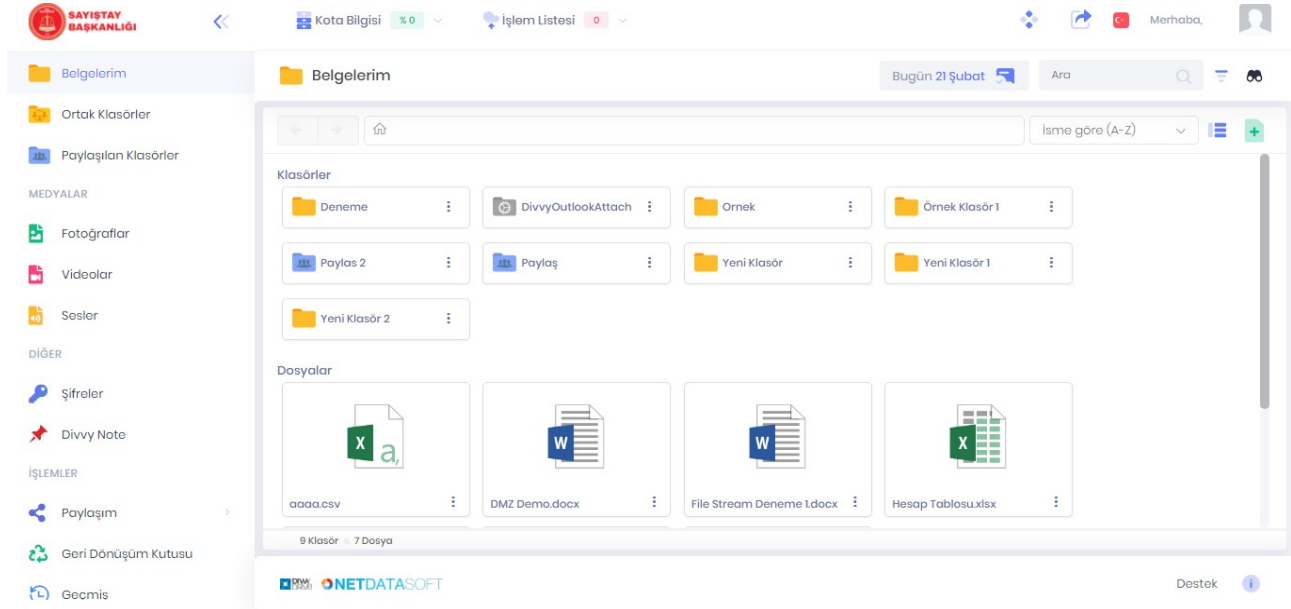 SAYIŞTAY
BAŞKANLIĞI
Kota Bilgisi % 0
İşlem Listesi 0
Merhaba,
Belgelerim
Ortak Klasörler
Paylaşılan Klasörler
MEDYALAR
Fotoğraflar
Videolar
Sesler
DİĞER
Şifreler
Divvy Note
İŞLEMLER
Paylaşım
Geri Dönüşüm Kutusu
Geçmiş
Belgelerim
Bugün 21 Şubat
Ara
İsme göre (A-Z)
Klasörler
Deneme
DivvyOutlookAttach
Ornek
Örnek Klasör 1
Paylas 2
Paylaş
Yeni Klasör
Yeni Klasör 1
Yeni Klasör 2
Dosyalar
X a,
W
W
X
aaaa.csv
DMZ Demo.docx
File Stream Deneme 1.docx
Hesap Tablosu.xlsx
9 Klasör 7 Dosya
NETDATASOFT
Destek